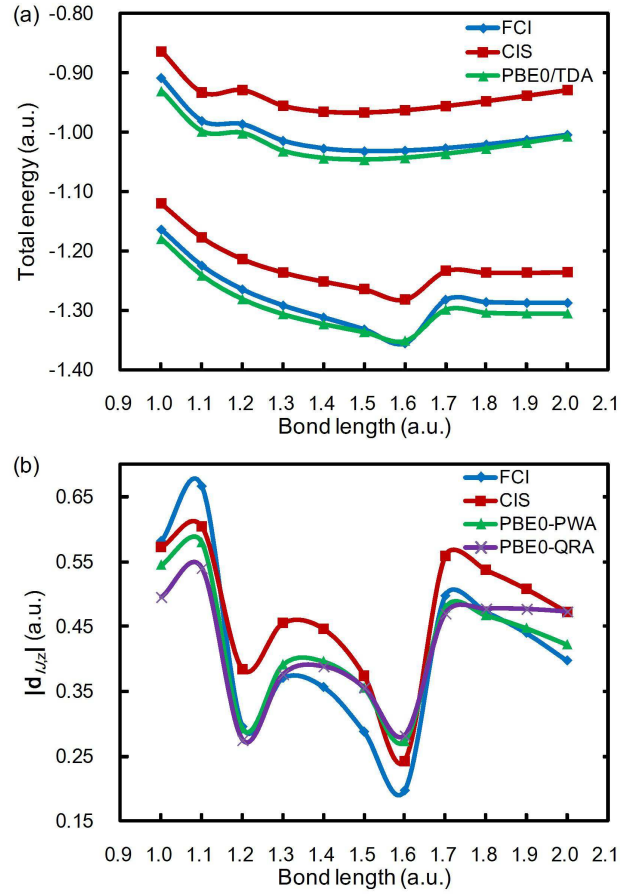 (a)
-0.80
-0.90
-1.00
-1.10
-1.20
-1.30
-1.40
Total energy (a.u.)
FCI
CIS
PBE0/TDA
0.9 1.0 1.1 1.2 1.3 1.4 1.5 1.6 1.7 1.8 1.9 2.0 2.1
Bond length (a.u.)
(b)
0.65
0.55
0.45
0.35
0.25
0.15
|d_IJ,z| (a.u.)
FCI
CIS
PBE0-PWA
PBE0-QRA
0.9 1.0 1.1 1.2 1.3 1.4 1.5 1.6 1.7 1.8 1.9 2.0 2.1
Bond length (a.u.)